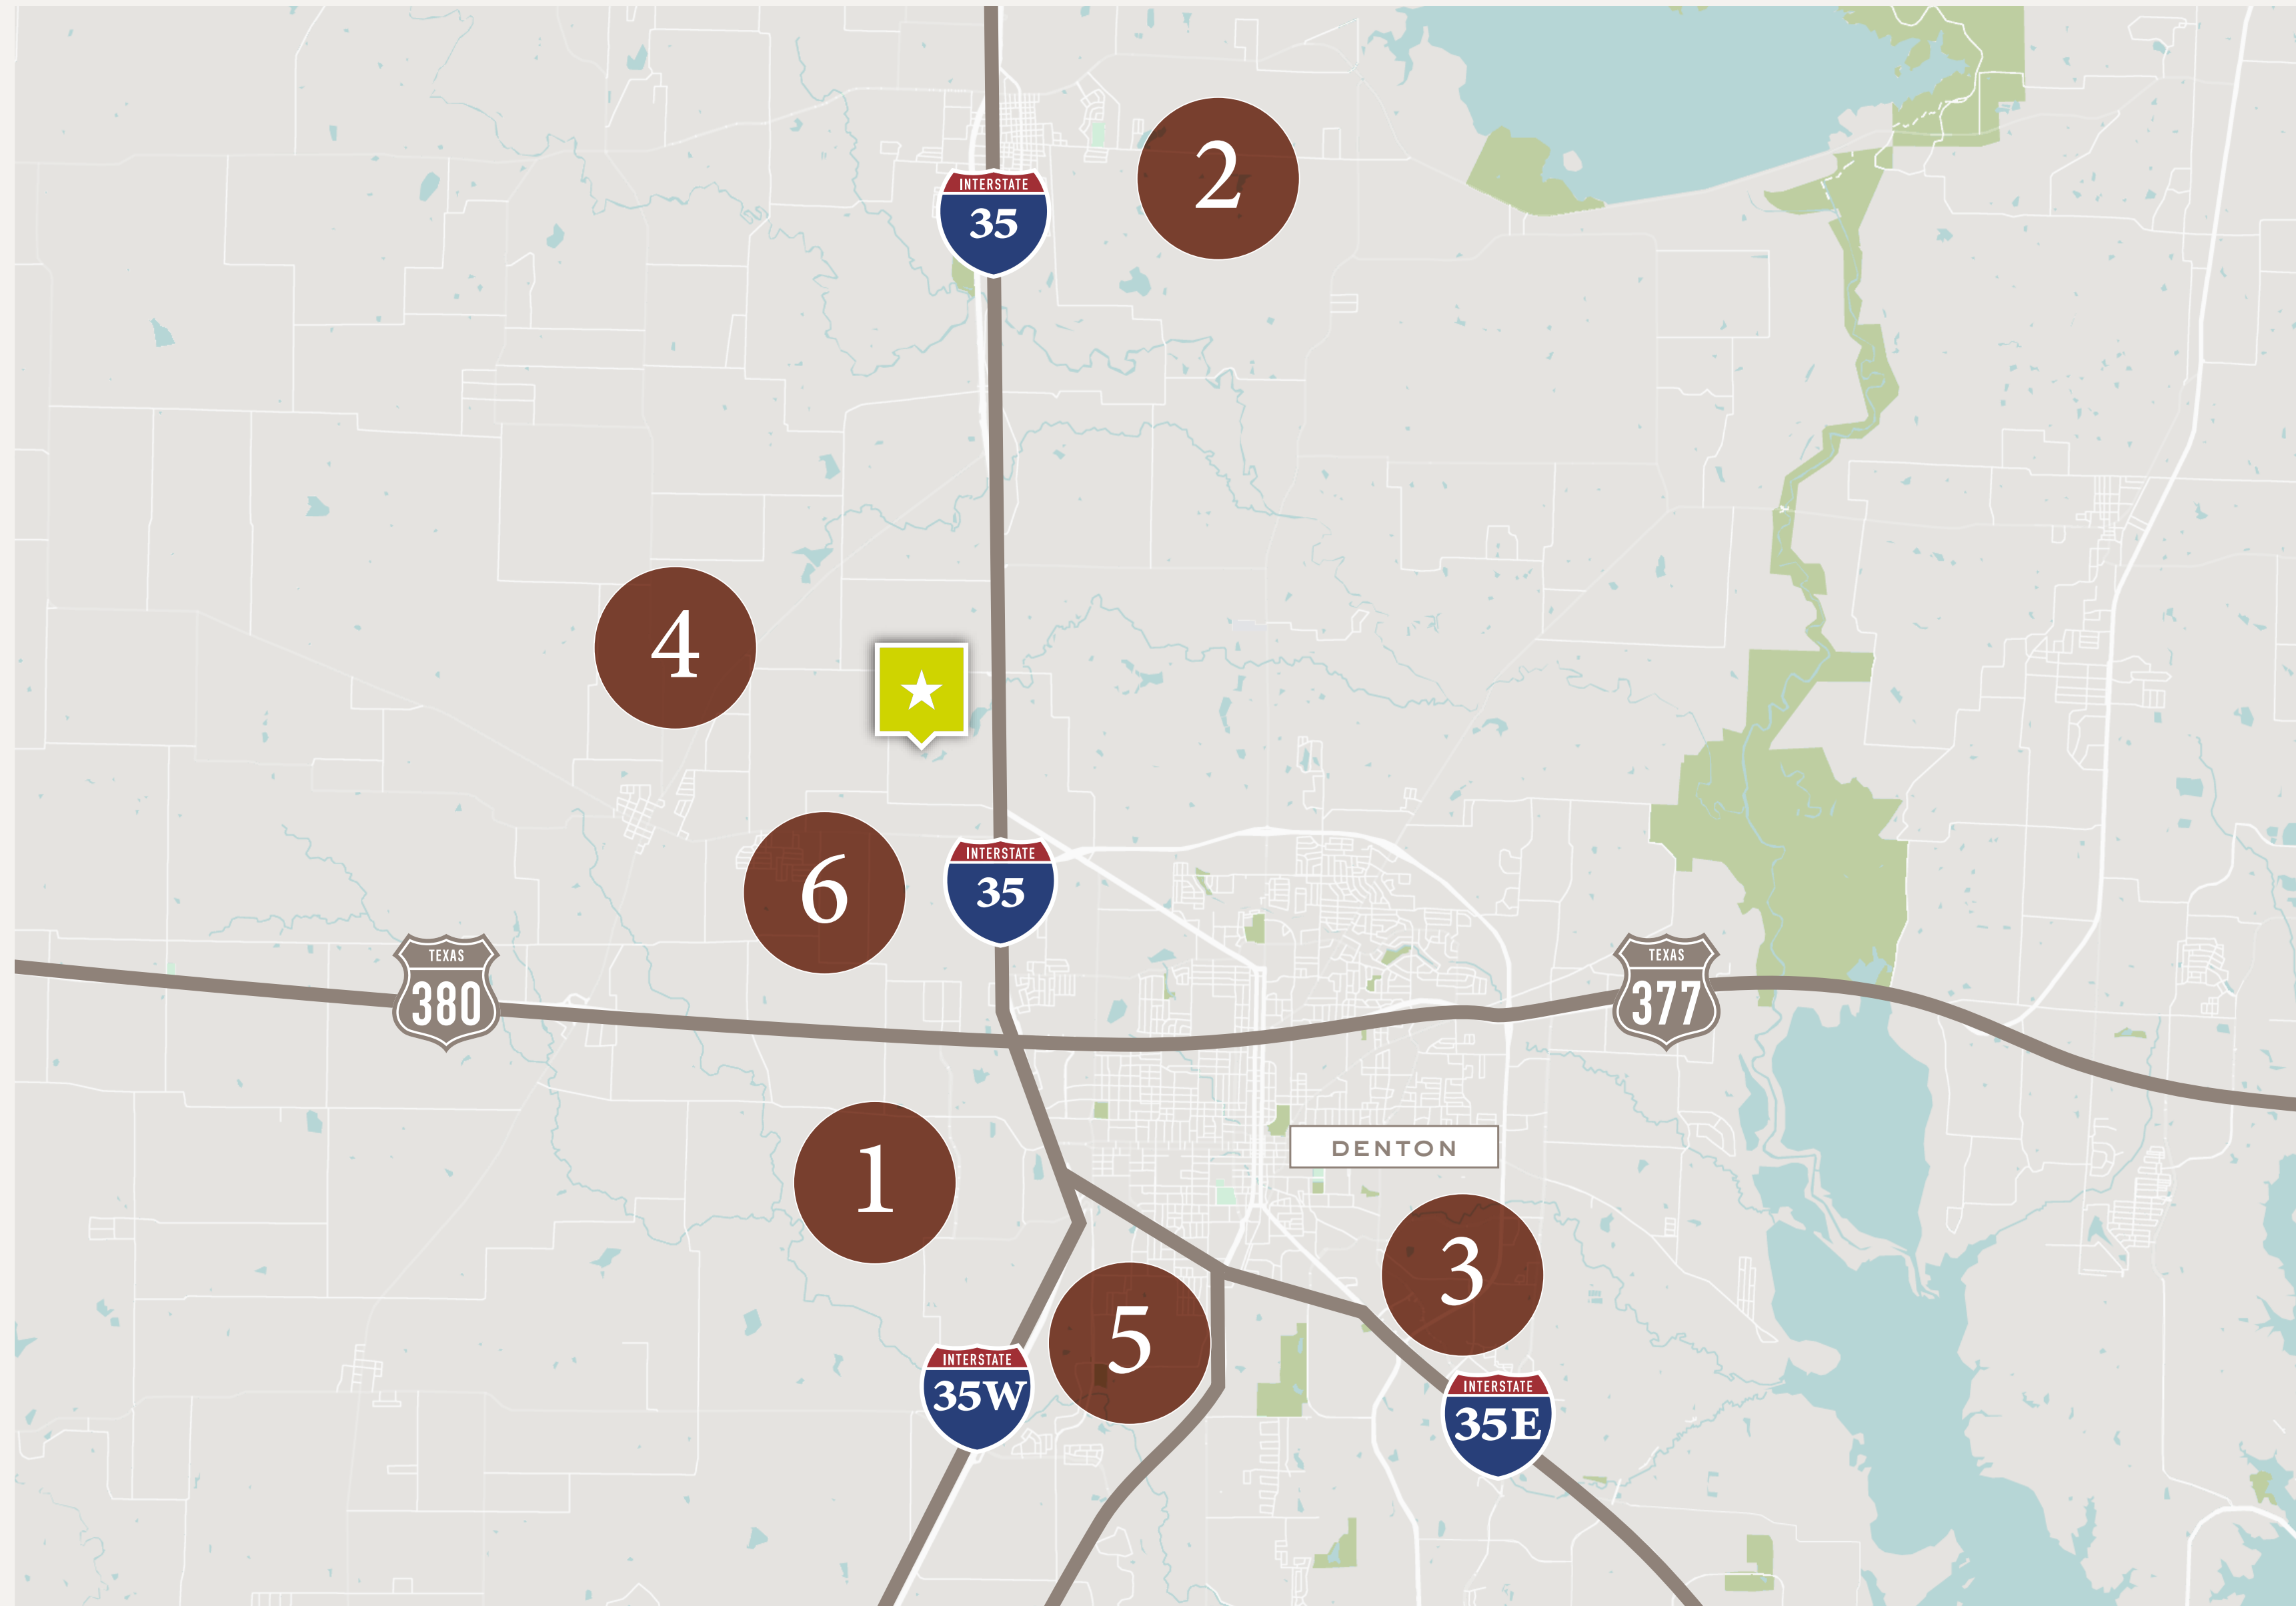 2
INTERSTATE
35
4
6
INTERSTATE
35
TEXAS
380
TEXAS
377
DENTON
1
3
5
INTERSTATE
35W
INTERSTATE
35E